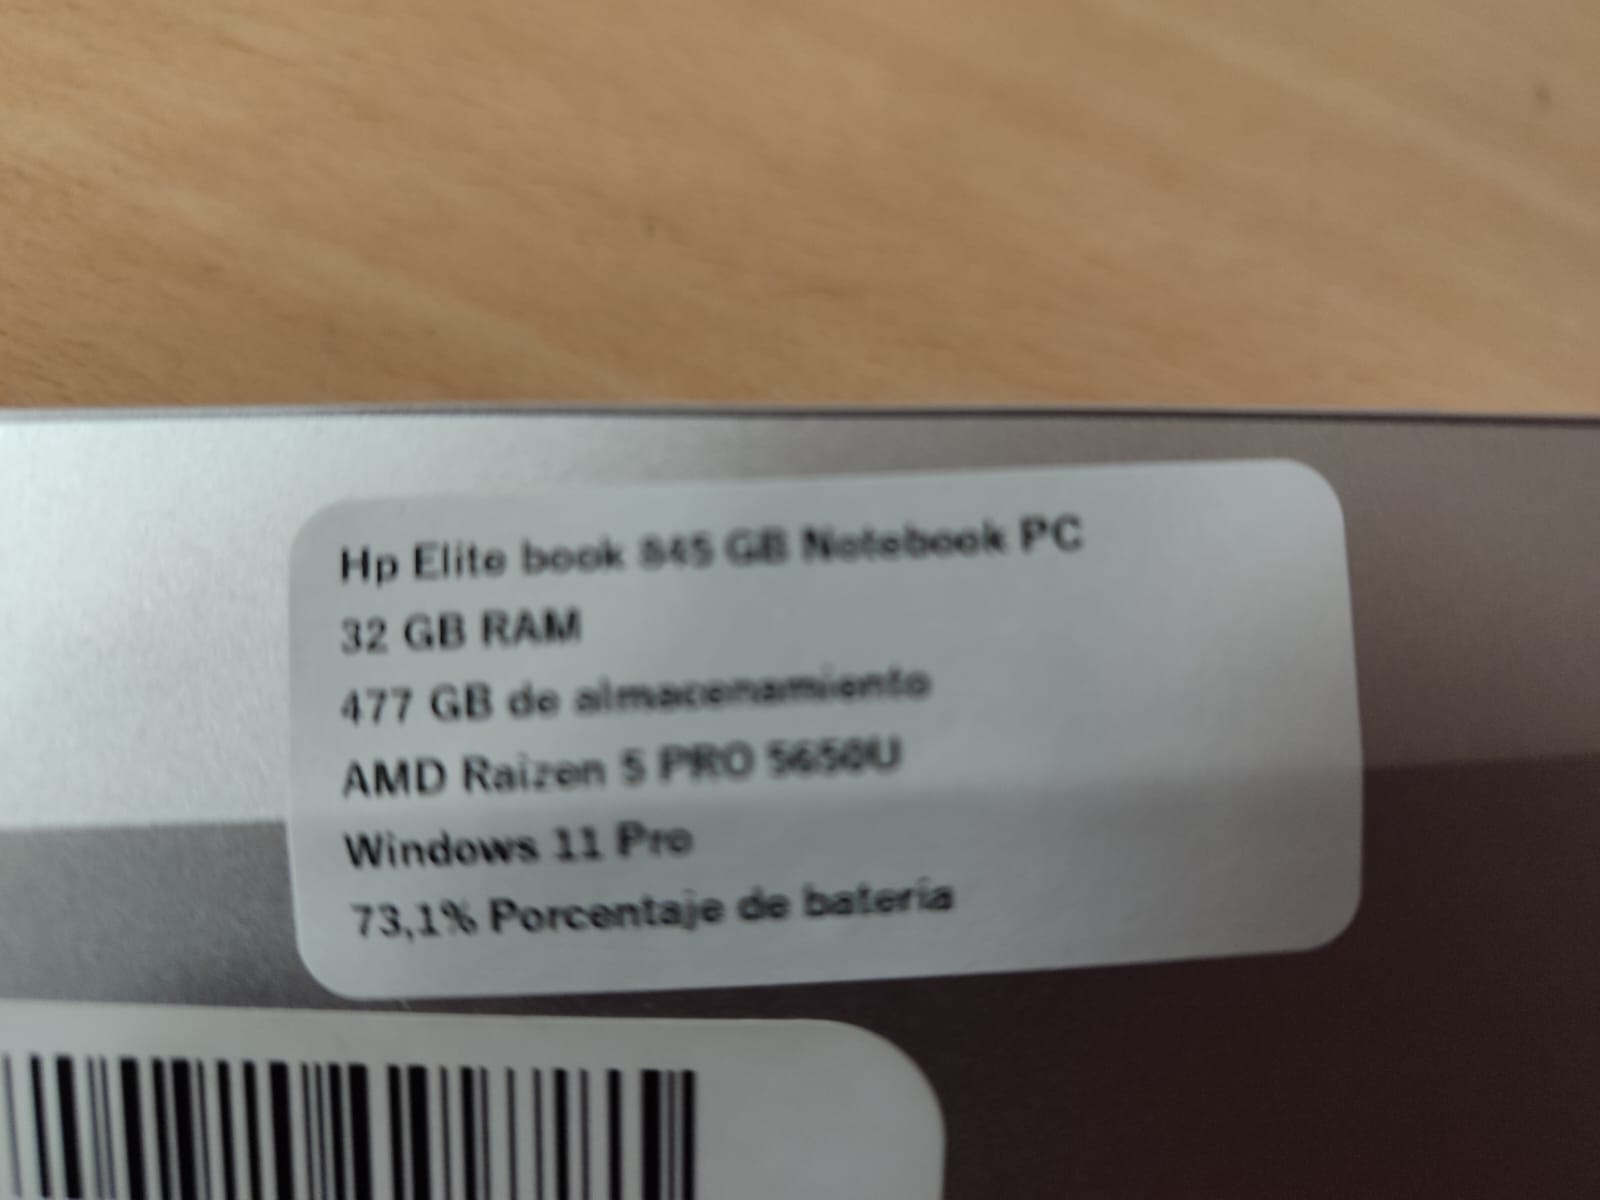 Hp Elite book 845 GB Notebook PC
32 GB RAM
477 GB de almacenamiento
AMD Raizen 5 PRO 5650U
Windows 11 Pro
73,1% Porcentaje de batería